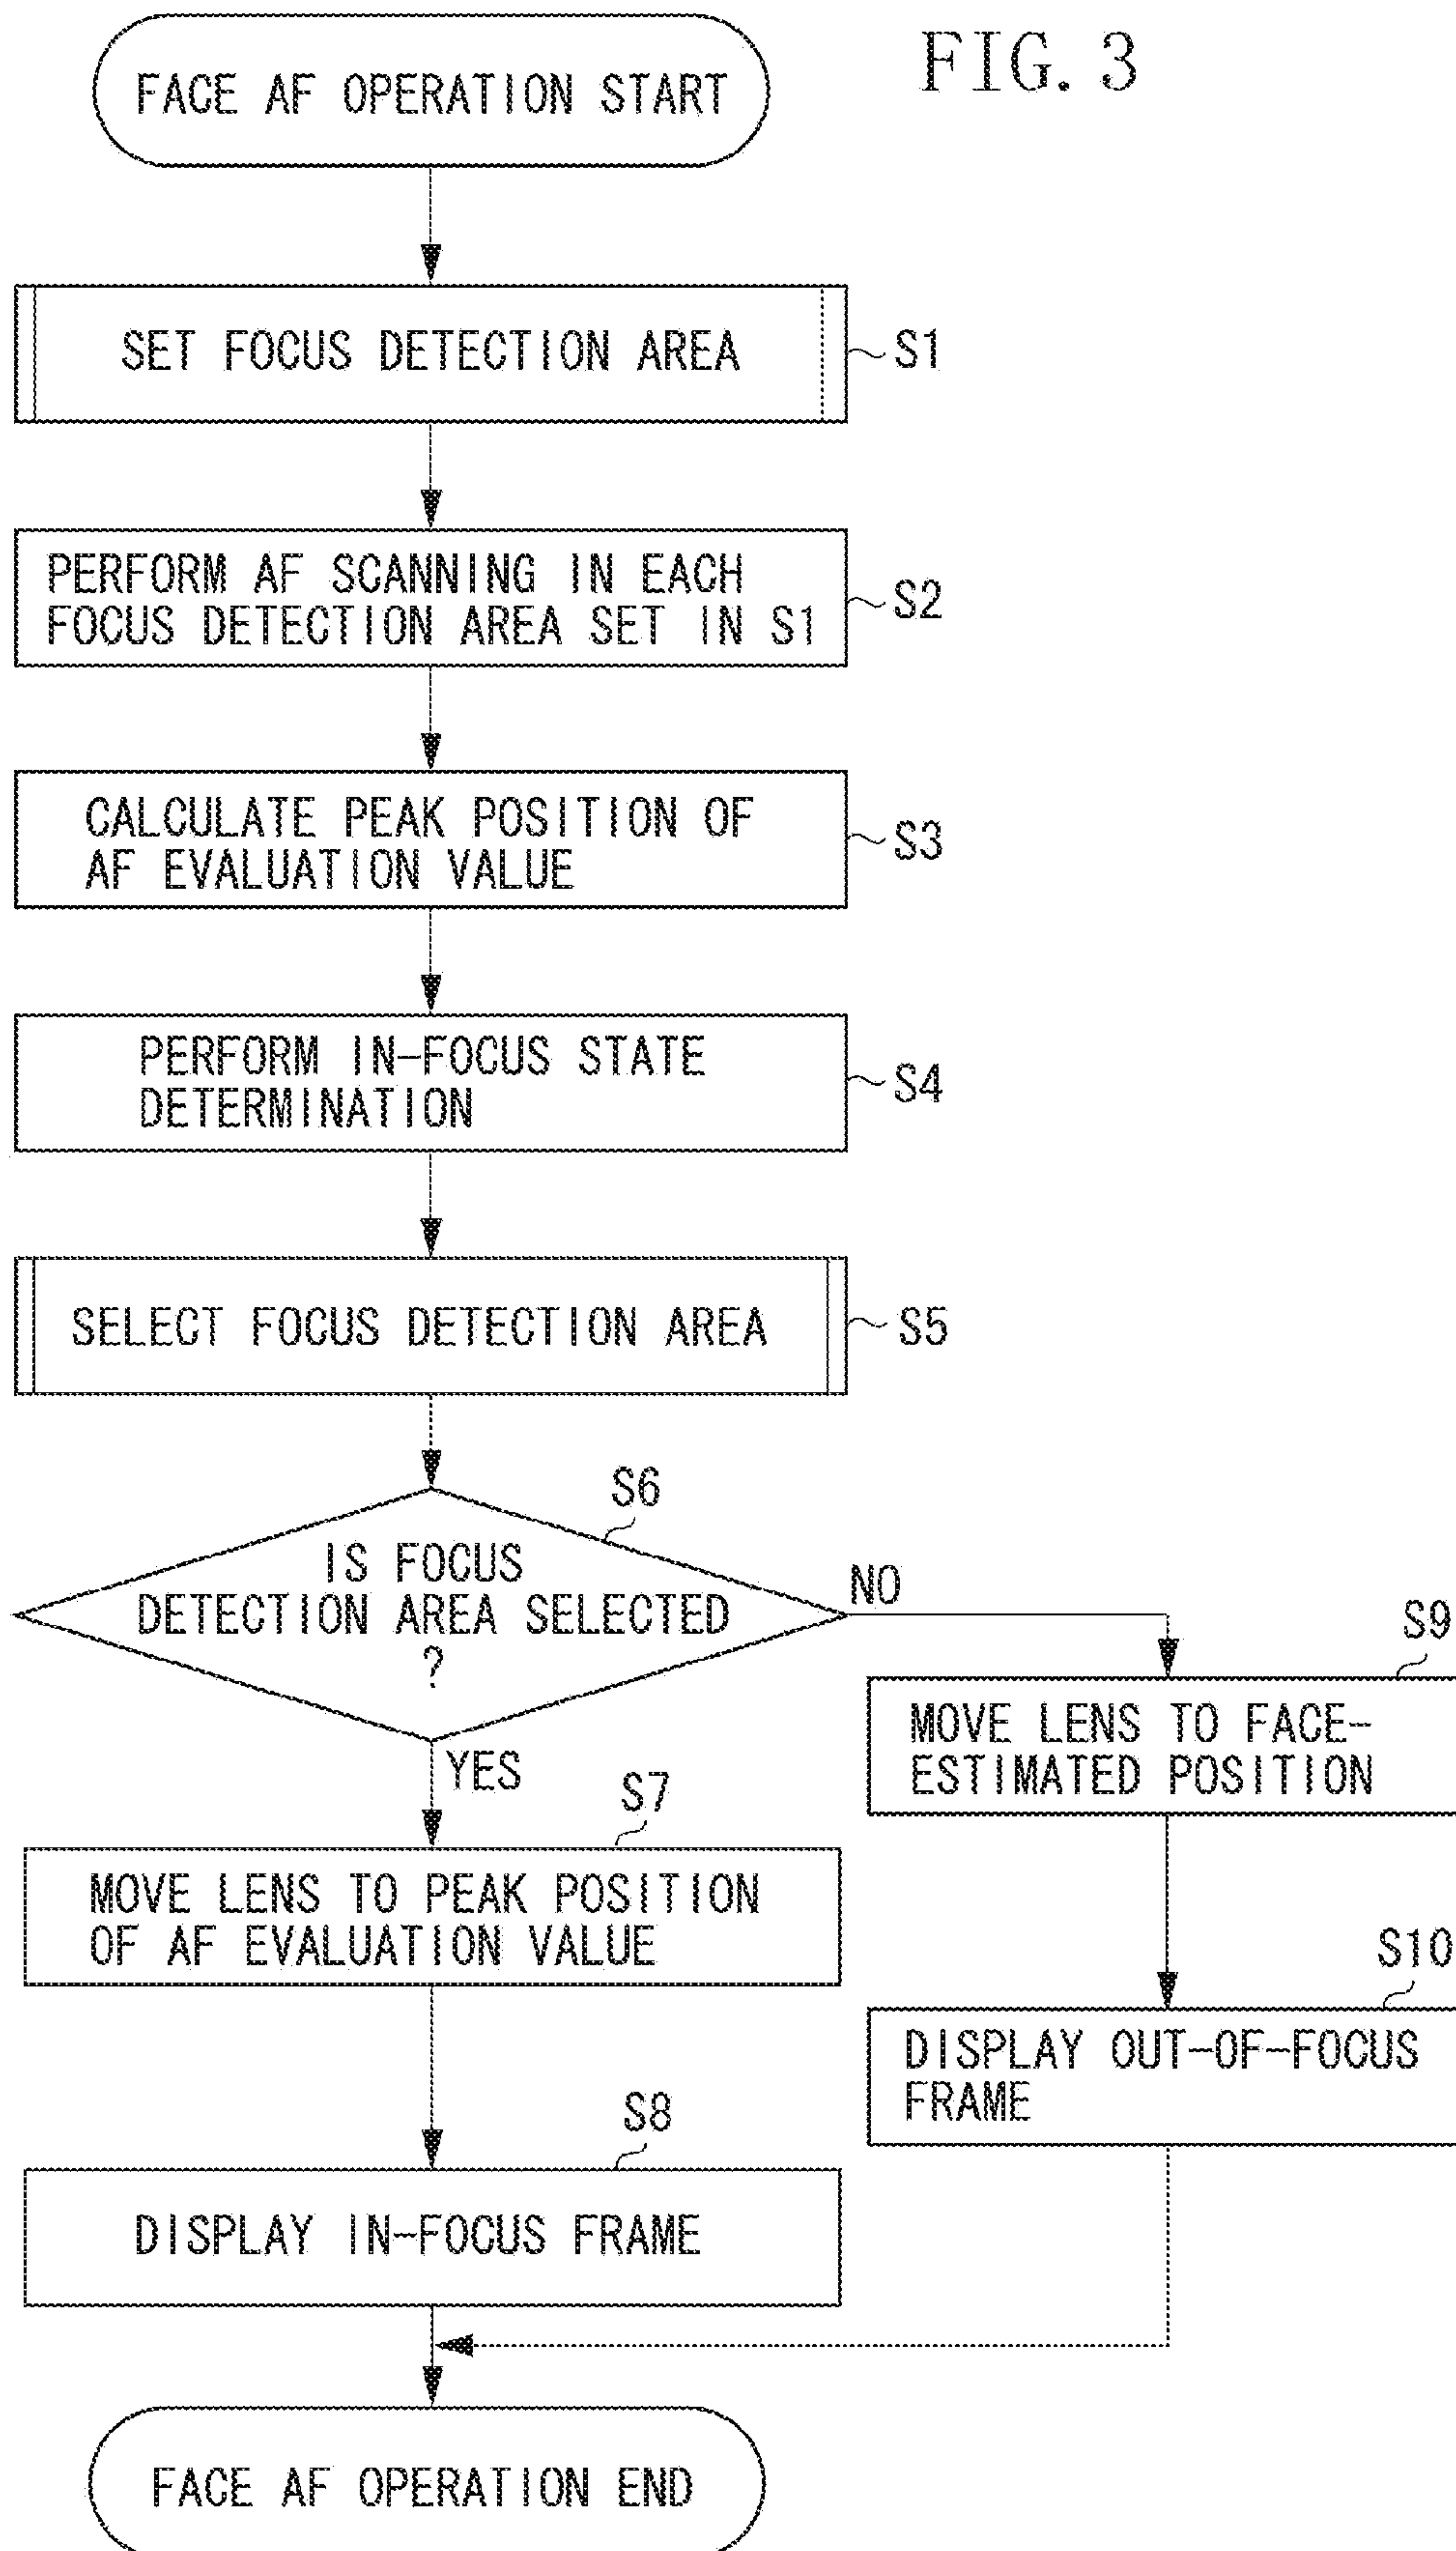 FIG. 3
FACE AF OPERATION START
SET FOCUS DETECTION AREA
S1
PERFORM AF SCANNING IN EACH
FOCUS DETECTION AREA SET IN S1
S2
CALCULATE PEAK POSITION OF
AF EVALUATION VALUE
S3
PERFORM IN-FOCUS STATE
DETERMINATION
S4
SELECT FOCUS DETECTION AREA
S5
S6
IS FOCUS
DETECTION AREA SELECTED
?
NO
YES
S7
MOVE LENS TO PEAK POSITION
OF AF EVALUATION VALUE
S8
DISPLAY IN-FOCUS FRAME
S9
MOVE LENS TO FACE-
ESTIMATED POSITION
S10
DISPLAY OUT-OF-FOCUS
FRAME
FACE AF OPERATION END